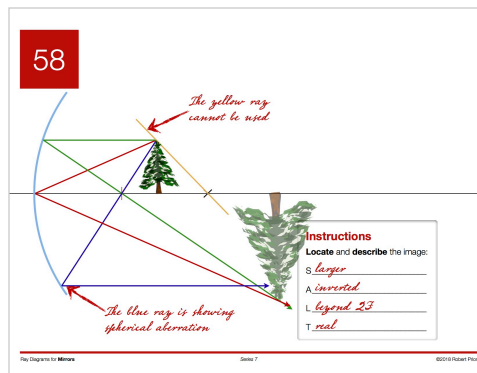 58
The yellow ray
cannot be used
Instructions
Locate and describe the image:
S larger
A inverted
L beyond 2F
T real
The blue ray is showing
spherical aberration
Ray Diagrams for Mirrors
Series 7
©2018 Robert Prior